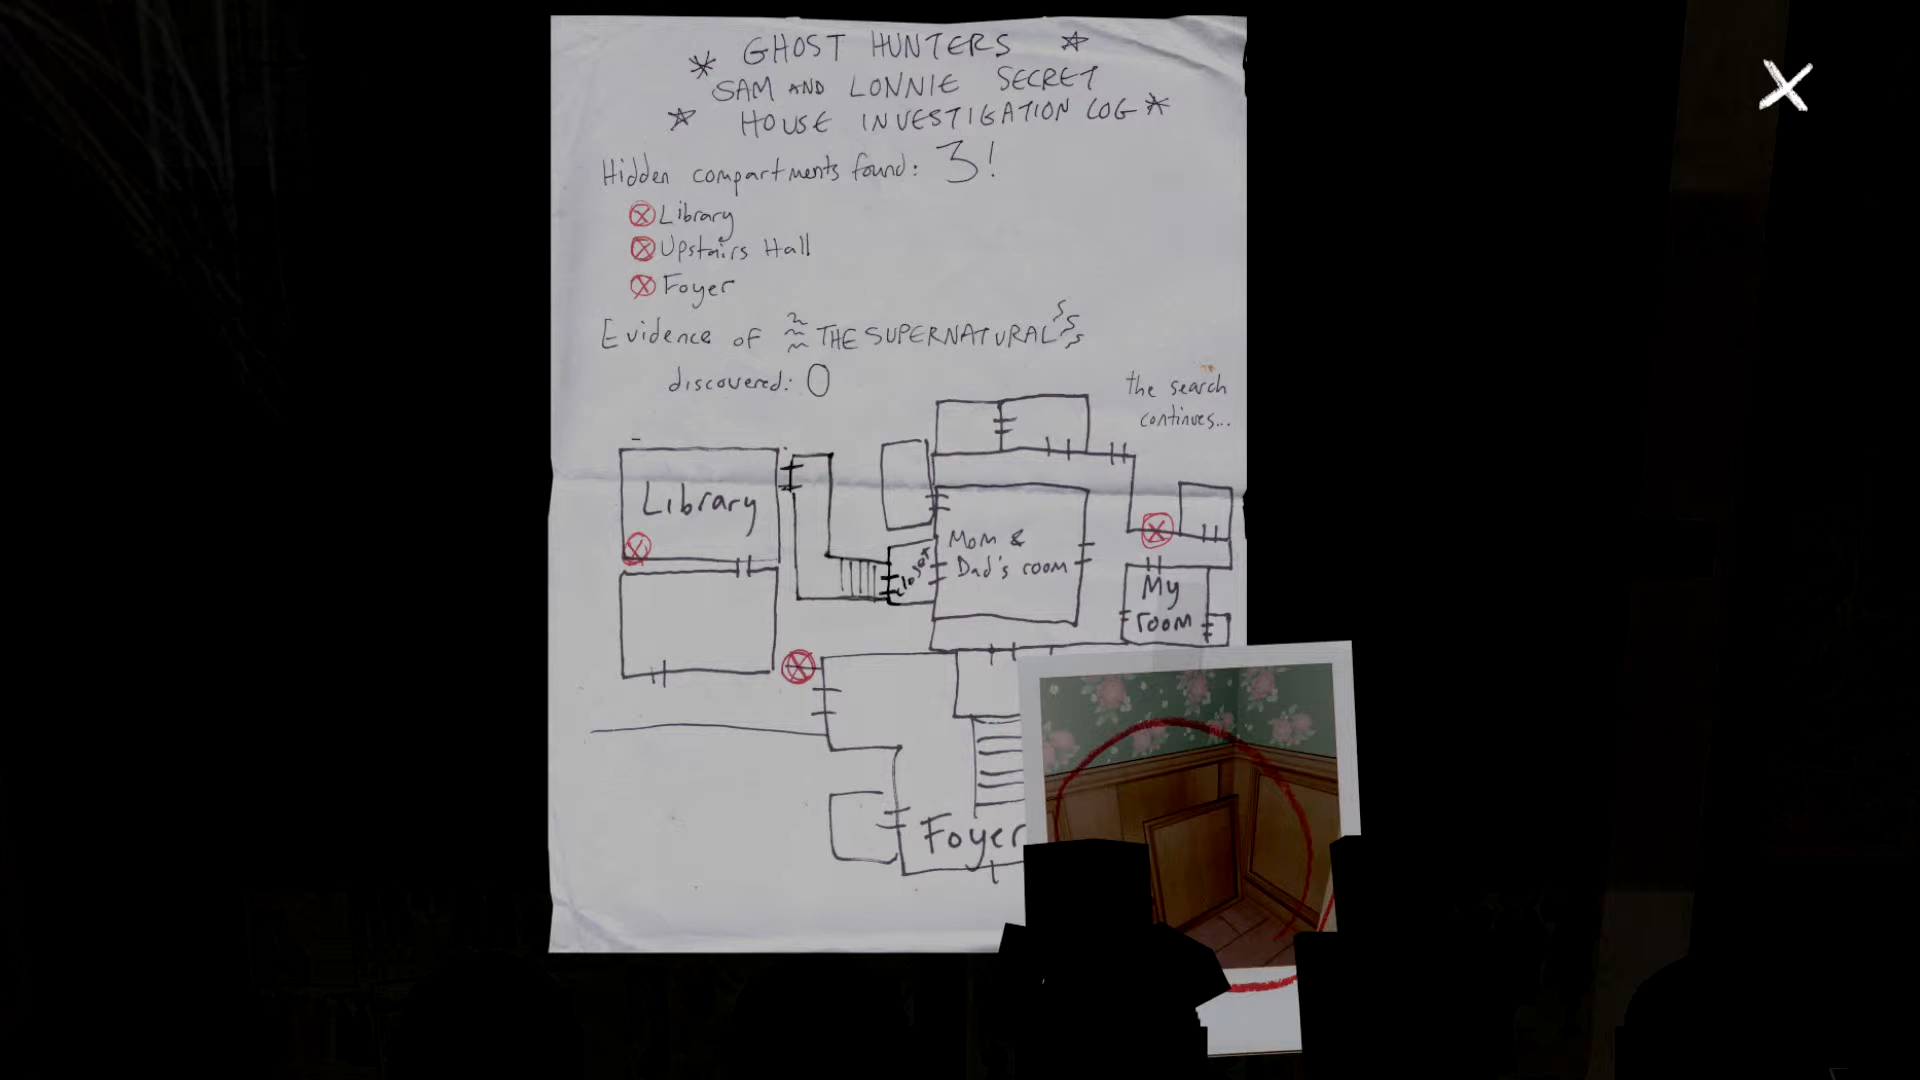 GHOST HUNTERS
SAM AND LONNIE SECRET
HOUSE INVESTIGATION LOG
Hidden compartments found: 3!
Library
Upstairs Hall
Foyer
Evidence of THE SUPERNATURAL
discovered: 0
the search
continues...
Library
Mom &
Dad's room
closet
My
room
Foyer